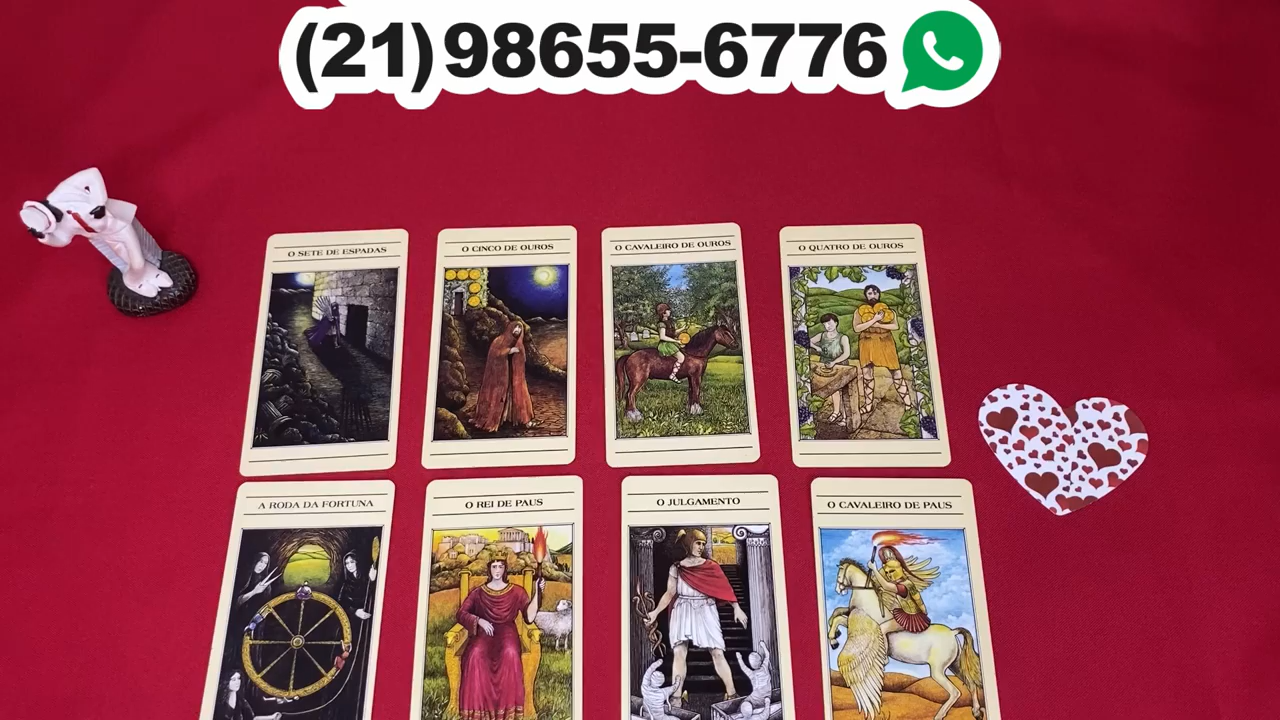 (21) 98655-6776
O SETE DE ESPADAS
O CINCO DE OUROS
O CAVALEIRO DE OUROS
O QUATRO DE OUROS
A RODA DA FORTUNA
O REI DE PAUS
O JULGAMENTO
O CAVALEIRO DE PAUS